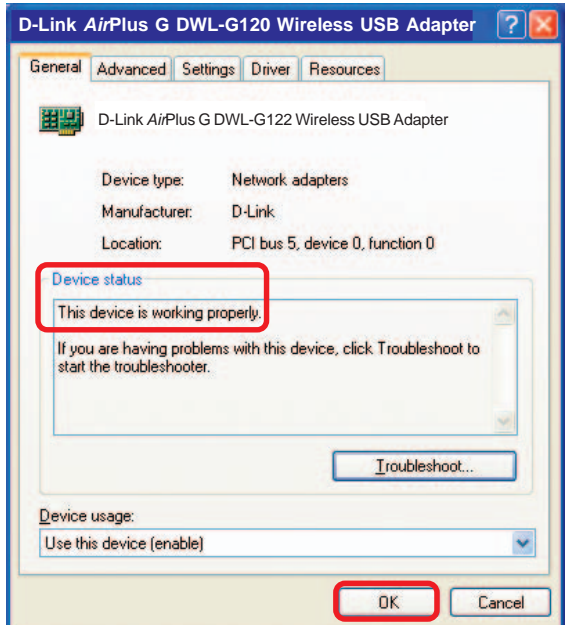 D-Link AirPlus G DWL-G120 Wireless USB Adapter
General Advanced Settings Driver Resources
D-Link AirPlus G DWL-G122 Wireless USB Adapter
Device type: Network adapters
Manufacturer: D-Link
Location: PCI bus 5, device 0, function 0
Device status
This device is working properly.
If you are having problems with this device, click Troubleshoot to
start the troubleshooter.
Troubleshoot...
Device usage:
Use this device (enable)
OK Cancel